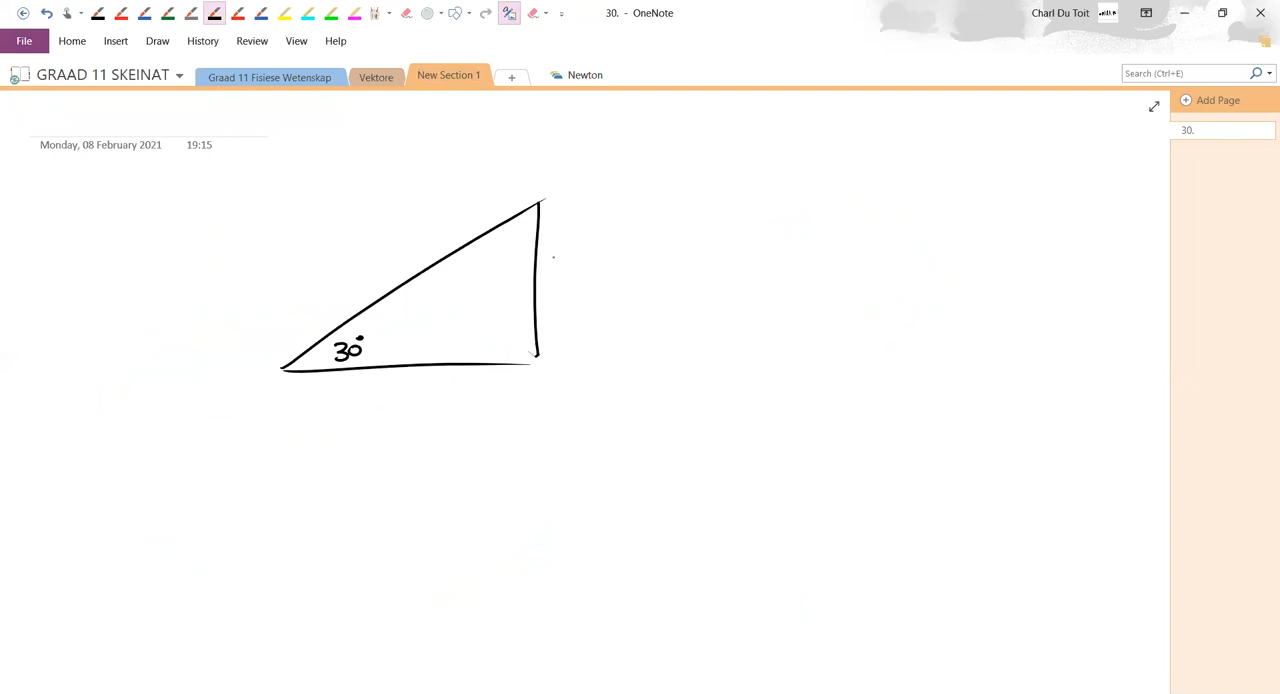 30. - OneNote
Charl Du Toit
File Home Insert Draw History Review View Help
GRAAD 11 SKEINAT
Graad 11 Fisiese Wetenskap
Vektore
New Section 1
Newton
Search (Ctrl+E)
Add Page
30.
Monday, 08 February 2021 19:15
30°